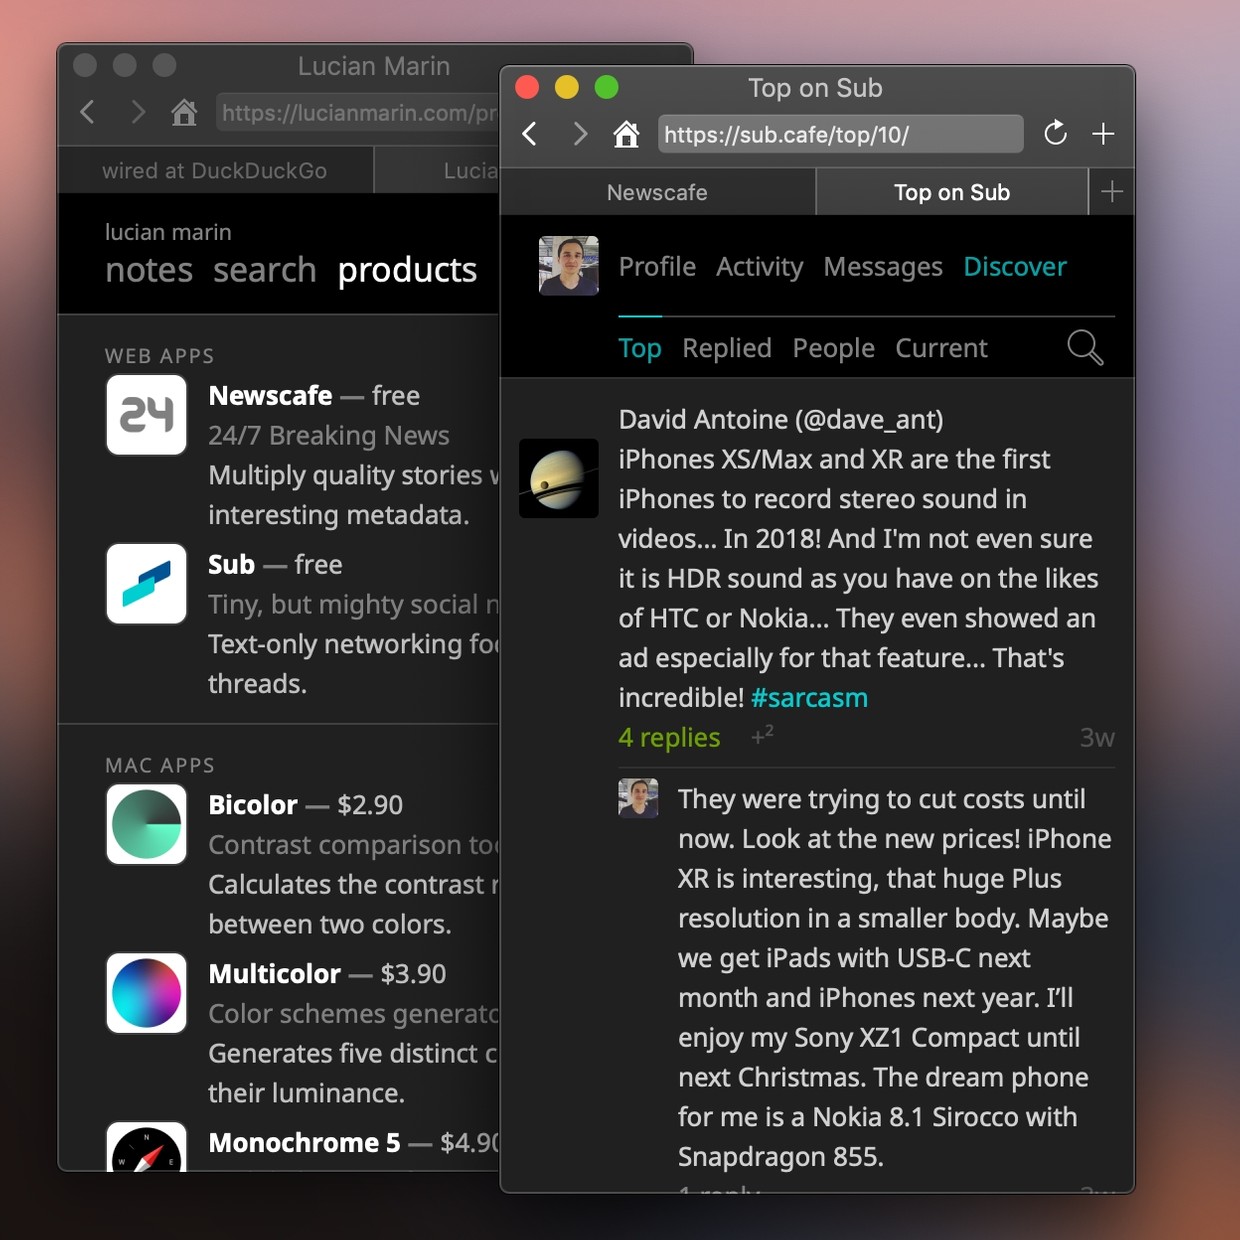 Lucian Marin
https://lucianmarin.com/pr
wired at DuckDuckGo
Lucia
lucian marin
notes search products
WEB APPS
24
Newscafe — free
24/7 Breaking News
Multiply quality stories
interesting metadata.
Sub — free
Tiny, but mighty social
Text-only networking
threads.
MAC APPS
Bicolor — $2.90
Contrast comparison
Calculates the contrast
between two colors.
Multicolor — $3.90
Color schemes
Generates five distinct
their luminance.
N
W E
Monochrome 5 — $4.90
Top on Sub
https://sub.cafe/top/10/
Newscafe
Top on Sub
Profile Activity Messages Discover
Top Replied People Current
David Antoine (@dave_ant)
iPhones XS/Max and XR are the first
iPhones to record stereo sound in
videos... In 2018! And I'm not even sure
it is HDR sound as you have on the likes
of HTC or Nokia... They even showed an
ad especially for that feature... That's
incredible! #sarcasm
4 replies +2 3w
They were trying to cut costs until
now. Look at the new prices! iPhone
XR is interesting, that huge Plus
resolution in a smaller body. Maybe
we get iPads with USB-C next
month and iPhones next year. I’ll
enjoy my Sony XZ1 Compact until
next Christmas. The dream phone
for me is a Nokia 8.1 Sirocco with
Snapdragon 855.
1 reply 3w